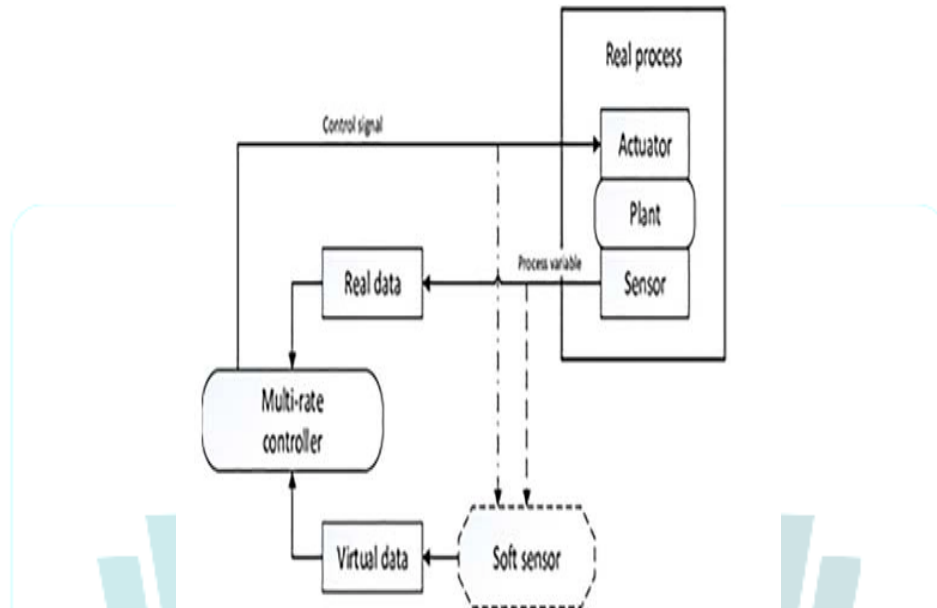 Real process
Control signal
Actuator
Plant
Process variable
Real data
Sensor
Multi-rate
controller
Virtual data
Soft sensor